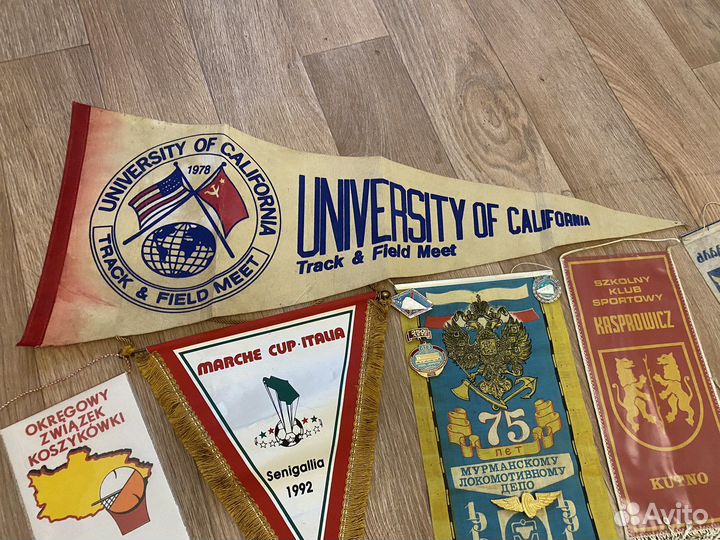 UNIVERSITY OF CALIFORNIA
1978
TRACK & FIELD MEET
UNIVERSITY OF CALIFORNIA
Track & Field Meet
OKRĘGOWY
ZWIĄZEK
KOSZYKÓWKI
MARCHE CUP·ITALIA
Senigallia
1992
75
ЛЕТ
МУРМАНСКОМУ
ЛОКОМОТИВНОМУ
ДЕПО
SZKOLNY
KLUB
SPORTOWY
KASPROWICZ
KUTNO
Avito